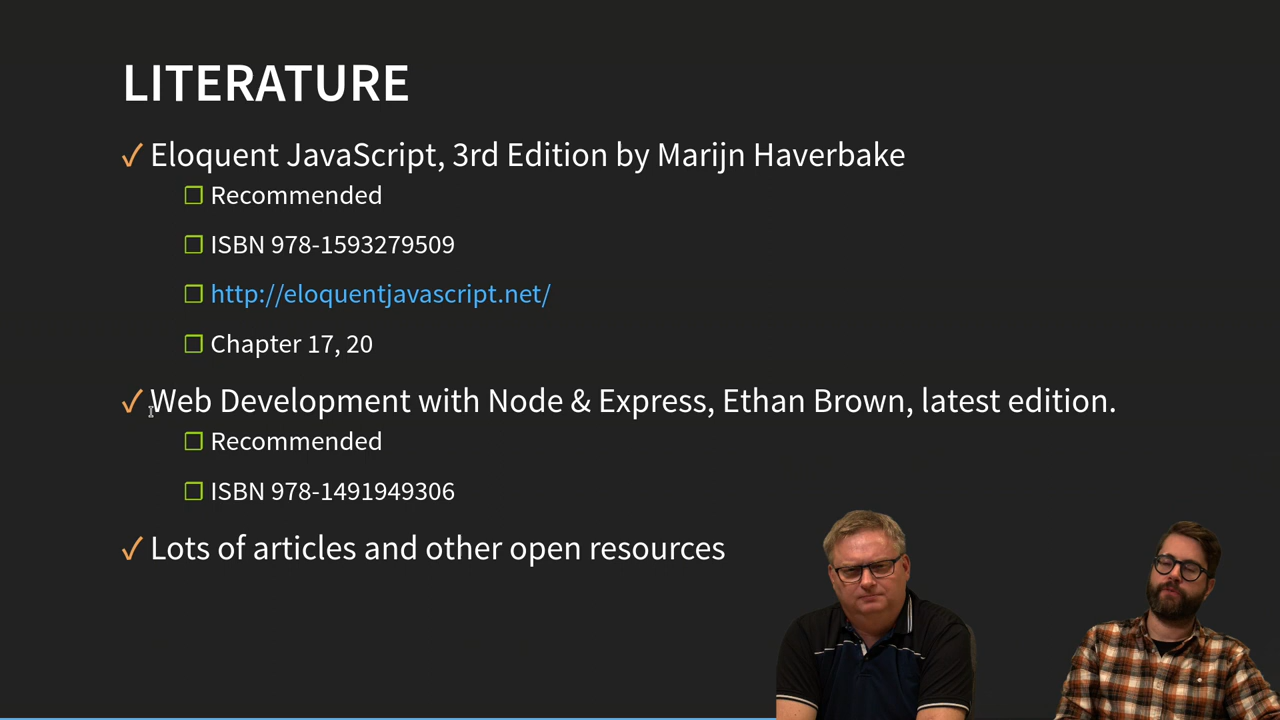 LITERATURE
✓ Eloquent JavaScript, 3rd Edition by Marijn Haverbake
❐ Recommended
❐ ISBN 978-1593279509
❐ http://eloquentjavascript.net/
❐ Chapter 17, 20
✓ Web Development with Node & Express, Ethan Brown, latest edition.
❐ Recommended
❐ ISBN 978-1491949306
✓ Lots of articles and other open resources